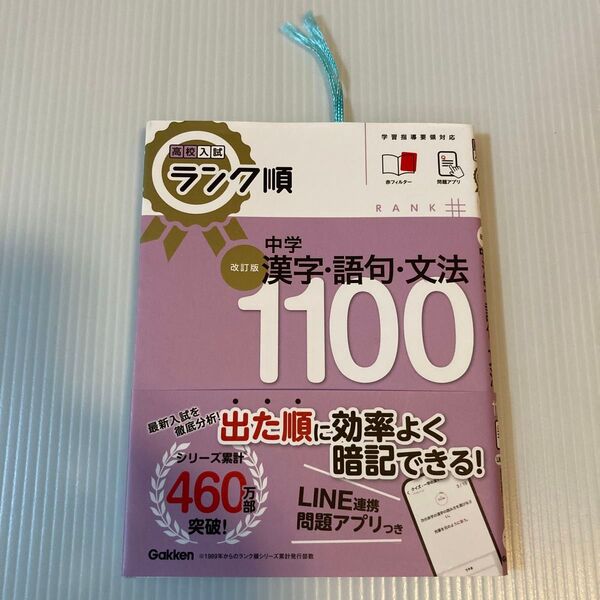 学習指導要領対応
高校入試
ランク順
赤フィルター
問題アプリ
RANK
中学
改訂版
漢字・語句・文法
1100
最新入試を
徹底分析!
出た順に効率よく
暗記できる!
シリーズ累計
460万部
突破!
LINE連携
問題アプリつき
Gakken
※1989年からのランク順シリーズ累計発行部数